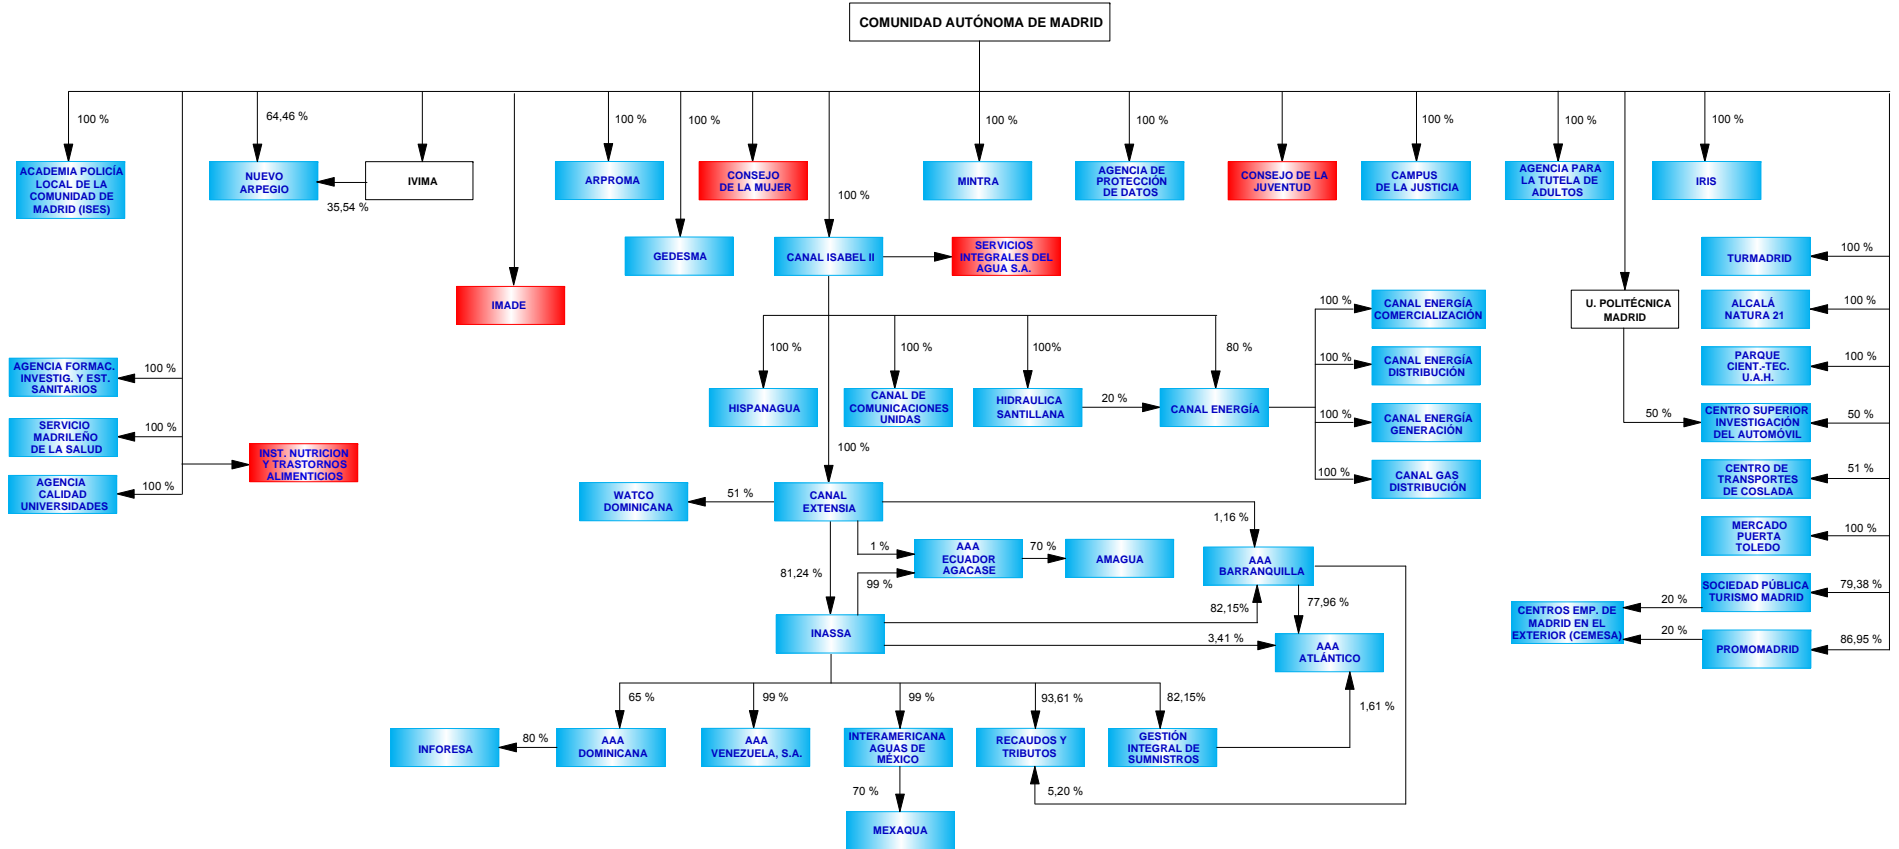 COMUNIDAD AUTÓNOMA DE MADRID
100 %
64,46 %
100 %
100 %
100 %
100 %
100 %
100 %
100 %
100 %
100 %
ACADEMIA POLICÍA
LOCAL DE LA
COMUNIDAD DE
MADRID (ISES)
NUEVO
ARPEGIO
35,54 %
IVIMA
ARPROMA
CONSEJO
DE LA MUJER
MINTRA
AGENCIA DE
PROTECCIÓN
DE DATOS
CONSEJO DE LA
JUVENTUD
CAMPUS
DE LA JUSTICIA
AGENCIA PARA
LA TUTELA DE
ADULTOS
IRIS
100 %
GEDESMA
CANAL ISABEL II
SERVICIOS
INTEGRALES DEL
AGUA S.A.
TURMADRID
100 %
IMADE
100 %
CANAL ENERGÍA
COMERCIALIZACIÓN
U. POLITÉCNICA
MADRID
ALCALÁ
NATURA 21
100 %
100 %
100 %
100%
80 %
AGENCIA FORMAC.
INVESTIG. Y EST.
SANITARIOS
100 %
100 %
CANAL ENERGÍA
DISTRIBUCIÓN
PARQUE
CIENT.-TEC.
U.A.H.
100 %
HISPANAGUA
CANAL DE
COMUNICACIONES
UNIDAS
HIDRAULICA
SANTILLANA
20 %
CANAL ENERGÍA
100 %
CANAL ENERGÍA
GENERACIÓN
50 %
CENTRO SUPERIOR
INVESTIGACIÓN
DEL AUTOMÓVIL
50 %
SERVICIO
MADRILEÑO
DE LA SALUD
100 %
INST. NUTRICION
Y TRASTORNOS
ALIMENTICIOS
100 %
100 %
CANAL GAS
DISTRIBUCIÓN
CENTRO DE
TRANSPORTES
DE COSLADA
51 %
AGENCIA
CALIDAD
UNIVERSIDADES
100 %
WATCO
DOMINICANA
51 %
CANAL
EXTENSIA
1,16 %
MERCADO
PUERTA
TOLEDO
100 %
1 %
AAA
ECUADOR
AGACASE
70 %
AMAGUA
AAA
BARRANQUILLA
81,24 %
99 %
82,15%
77,96 %
SOCIEDAD PÚBLICA
TURISMO MADRID
79,38 %
20 %
CENTROS EMP. DE
MADRID EN EL
EXTERIOR (CEMESA)
20 %
PROMOMADRID
86,95 %
INASSA
3,41 %
AAA
ATLÁNTICO
65 %
99 %
99 %
93,61 %
82,15%
1,61 %
INFORESA
80 %
AAA
DOMINICANA
AAA
VENEZUELA, S.A.
INTERAMERICANA
AGUAS DE
MÉXICO
RECAUDOS Y
TRIBUTOS
GESTIÓN
INTEGRAL DE
SUMNISTROS
70 %
5,20 %
MEXAQUA